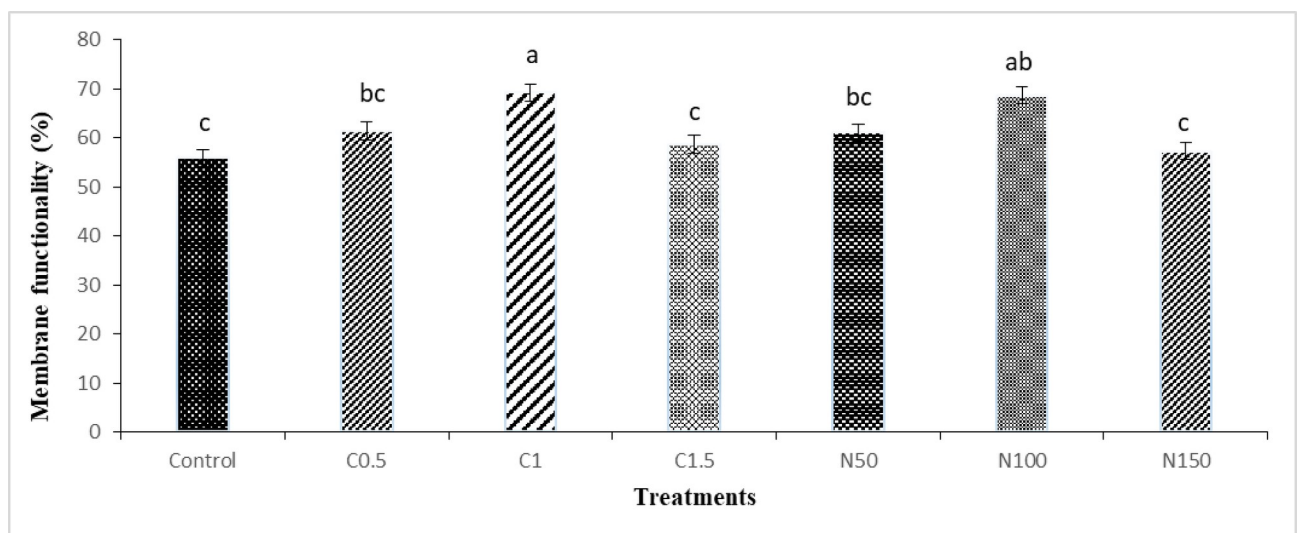 Membrane functionality (%)
80
70
60
50
40
30
20
10
0
c
bc
a
c
bc
ab
c
Control C0.5 C1 C1.5 N50 N100 N150
Treatments